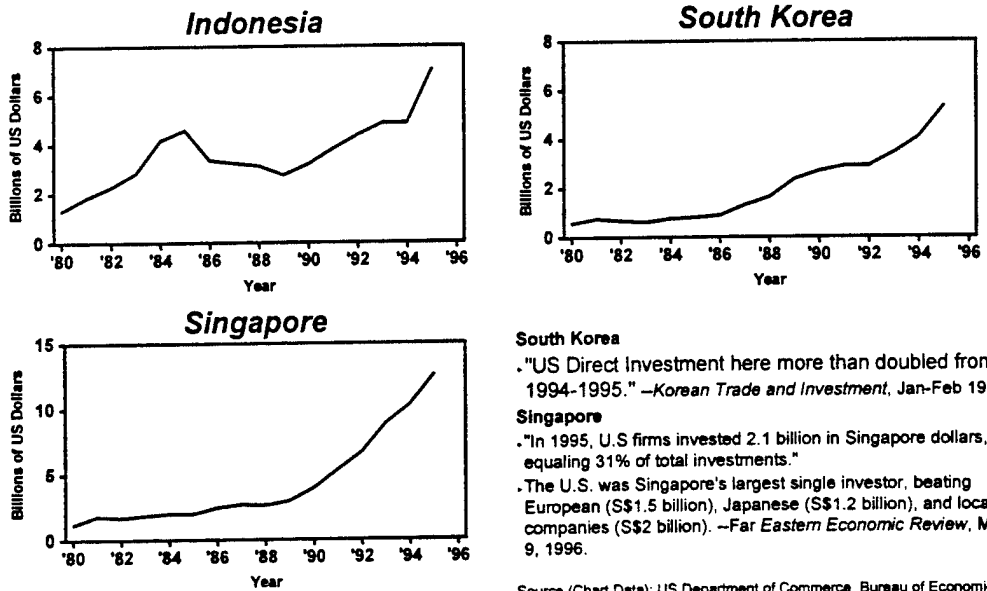 Indonesia
Billions of US Dollars
8
6
4
2
0
'80 '82 '84 '86 '88 '90 '92 '94 '96
Year
South Korea
Billions of US Dollars
8
6
4
2
0
'80 '82 '84 '86 '88 '90 '92 '94 '96
Year
Singapore
Billions of US Dollars
15
10
5
0
'80 '82 '84 '86 '88 '90 '92 '94 '96
Year
South Korea
."US Direct Investment here more than doubled from
1994-1995." --Korean Trade and Investment, Jan-Feb 19
Singapore
."In 1995, U.S firms invested 2.1 billion in Singapore dollars,
equaling 31% of total investments."
.The U.S. was Singapore's largest single investor, beating
European (S$1.5 billion), Japanese (S$1.2 billion), and loca
companies (S$2 billion). --Far Eastern Economic Review, M
9, 1996.
Source (Chart Data): US Department of Commerce, Bureau of Economi